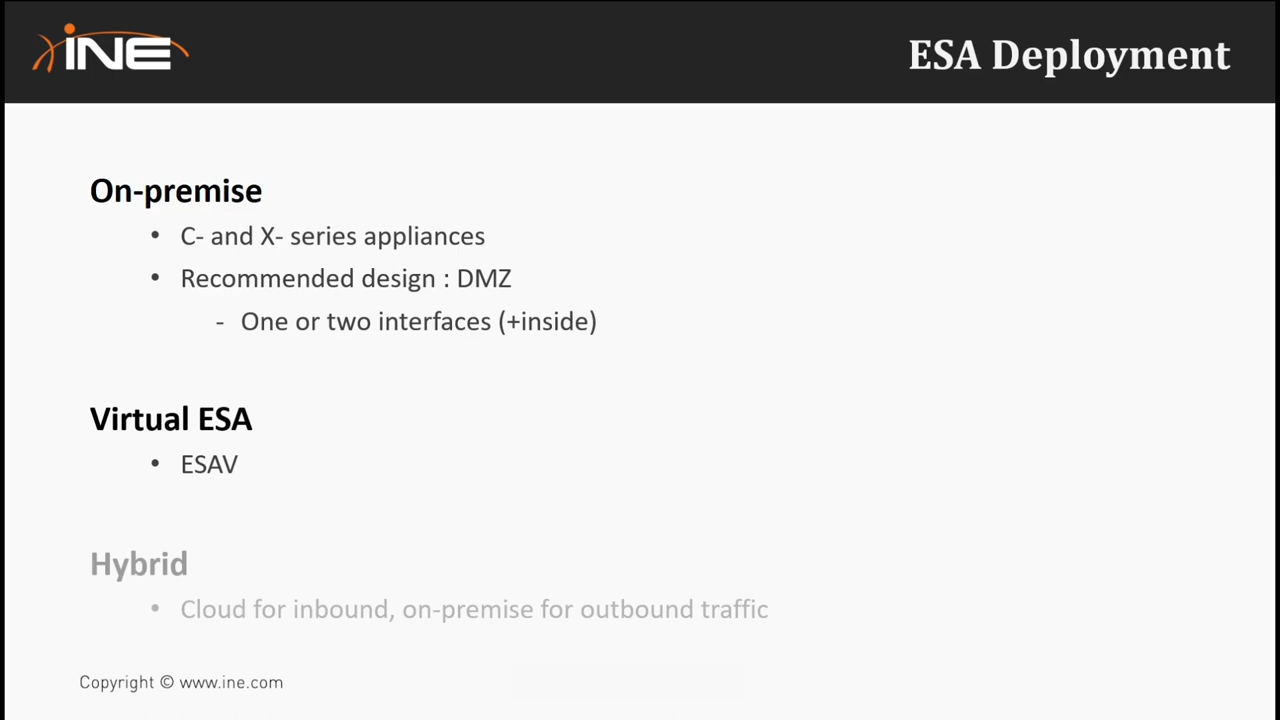 iNE
ESA Deployment
On-premise
• C- and X- series appliances
• Recommended design : DMZ
- One or two interfaces (+inside)
Virtual ESA
• ESAV
Hybrid
• Cloud for inbound, on-premise for outbound traffic
Copyright © www.ine.com